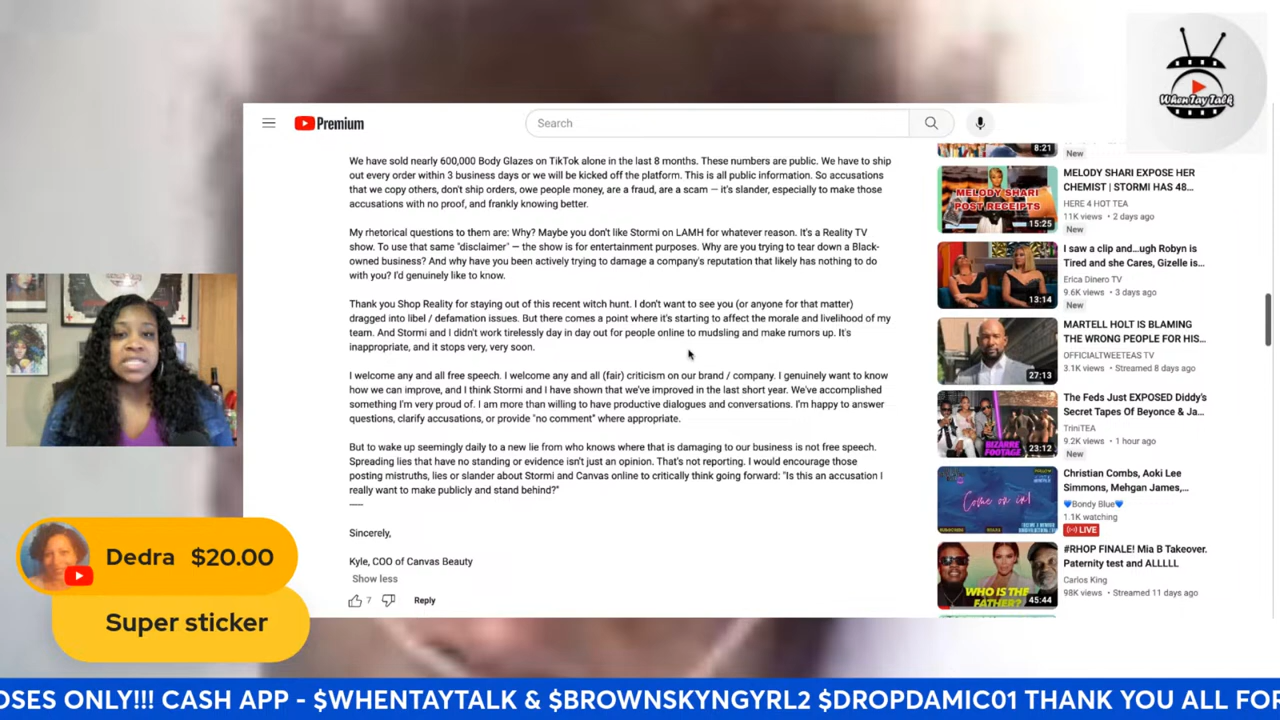 WhenTayTalk
Premium
Search
We have sold nearly 600,000 Body Glazes on TikTok alone in the last 8 months. These numbers are public. We have to ship
out every order within 3 business days or we will be kicked off the platform. This is all public information. So accusations
that we copy others, don't ship orders, owe people money, are a fraud, are a scam — it's slander, especially to make those
accusations with no proof, and frankly knowing better.
My rhetorical questions to them are: Why? Maybe you don't like Stormi on LAMH for whatever reason. It's a Reality TV
show. To use that same "disclaimer" — the show is for entertainment purposes. Why are you trying to tear down a Black-
owned business? And why have you been actively trying to damage a company's reputation that likely has nothing to do
with you? I'd genuinely like to know.
Thank you Shop Reality for staying out of this recent witch hunt. I don't want to see you (or anyone for that matter)
dragged into libel / defamation issues. But there comes a point where it's starting to affect the morale and livelihood of my
team. And Stormi and I didn't work tirelessly day in day out for people online to mudsling and make rumors up. It's
inappropriate, and it stops very, very soon.
I welcome any and all free speech. I welcome any and all (fair) criticism on our brand / company. I genuinely want to know
how we can improve, and I think Stormi and I have shown that we've improved in the last short year. We've accomplished
something I'm very proud of. I am more than willing to have productive dialogues and conversations. I'm happy to answer
questions, clarify accusations, or provide "no comment" where appropriate.
But to wake up seemingly daily to a new lie from who knows where that is damaging to our business is not free speech.
Spreading lies that have no standing or evidence isn't just an opinion. That's not reporting. I would encourage those
posting mistruths, lies or slander about Stormi and Canvas online to critically think going forward: "Is this an accusation I
really want to make publicly and stand behind?"
——
Sincerely,
Kyle, COO of Canvas Beauty
Show less
7
Reply
8:21
New
MELODY SHARI
POST RECEIPTS
15:25
MELODY SHARI EXPOSE HER
CHEMIST | STORMI HAS 48...
HERE 4 HOT TEA
11K views • 2 days ago
New
13:14
I saw a clip and...ugh Robyn is
Tired and she Cares, Gizelle is...
Erica Dinero TV
9.6K views • 3 days ago
New
27:13
MARTELL HOLT IS BLAMING
THE WRONG PEOPLE FOR HIS...
OFFICIALTWEETEAS TV
3.1K views • Streamed 8 days ago
BIZARRE
FOOTAGE
23:12
The Feds Just EXPOSED Diddy's
Secret Tapes Of Beyonce & Ja...
TriniTEA
9.2K views • 1 hour ago
New
Come on in!
Christian Combs, Aoki Lee
Simmons, Mehgan James,...
💙Bondy Blue💙
1.1K watching
LIVE
WHO IS THE
FATHER?
45:44
#RHOP FINALE! Mia B Takeover.
Paternity test and ALLLLL
Carlos King
98K views • Streamed 11 days ago
Dedra $20.00
Super sticker
OSES ONLY!!! CASH APP - $WHENTAYTALK & $BROWNSKYNGYRL2 $DROPDAMIC01 THANK YOU ALL FOR